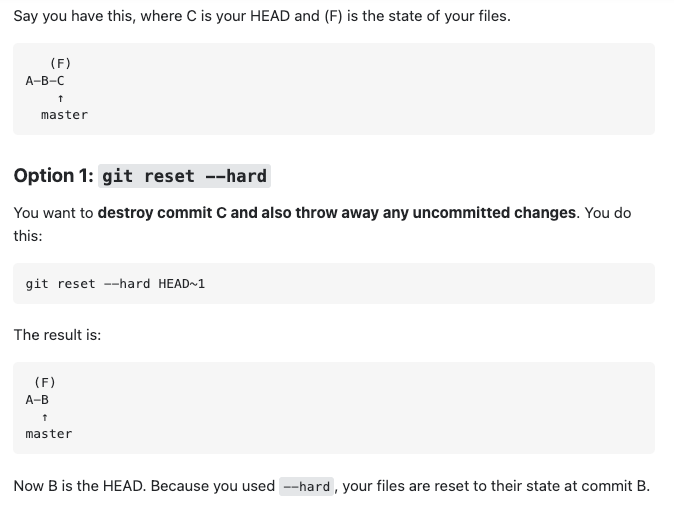 Say you have this, where C is your HEAD and (F) is the state of your files.
   (F)
A-B-C
    ↑
  master
Option 1: git reset --hard
You want to destroy commit C and also throw away any uncommitted changes. You do
this:
git reset --hard HEAD~1
The result is:
 (F)
A-B
  ↑
master
Now B is the HEAD. Because you used --hard, your files are reset to their state at commit B.